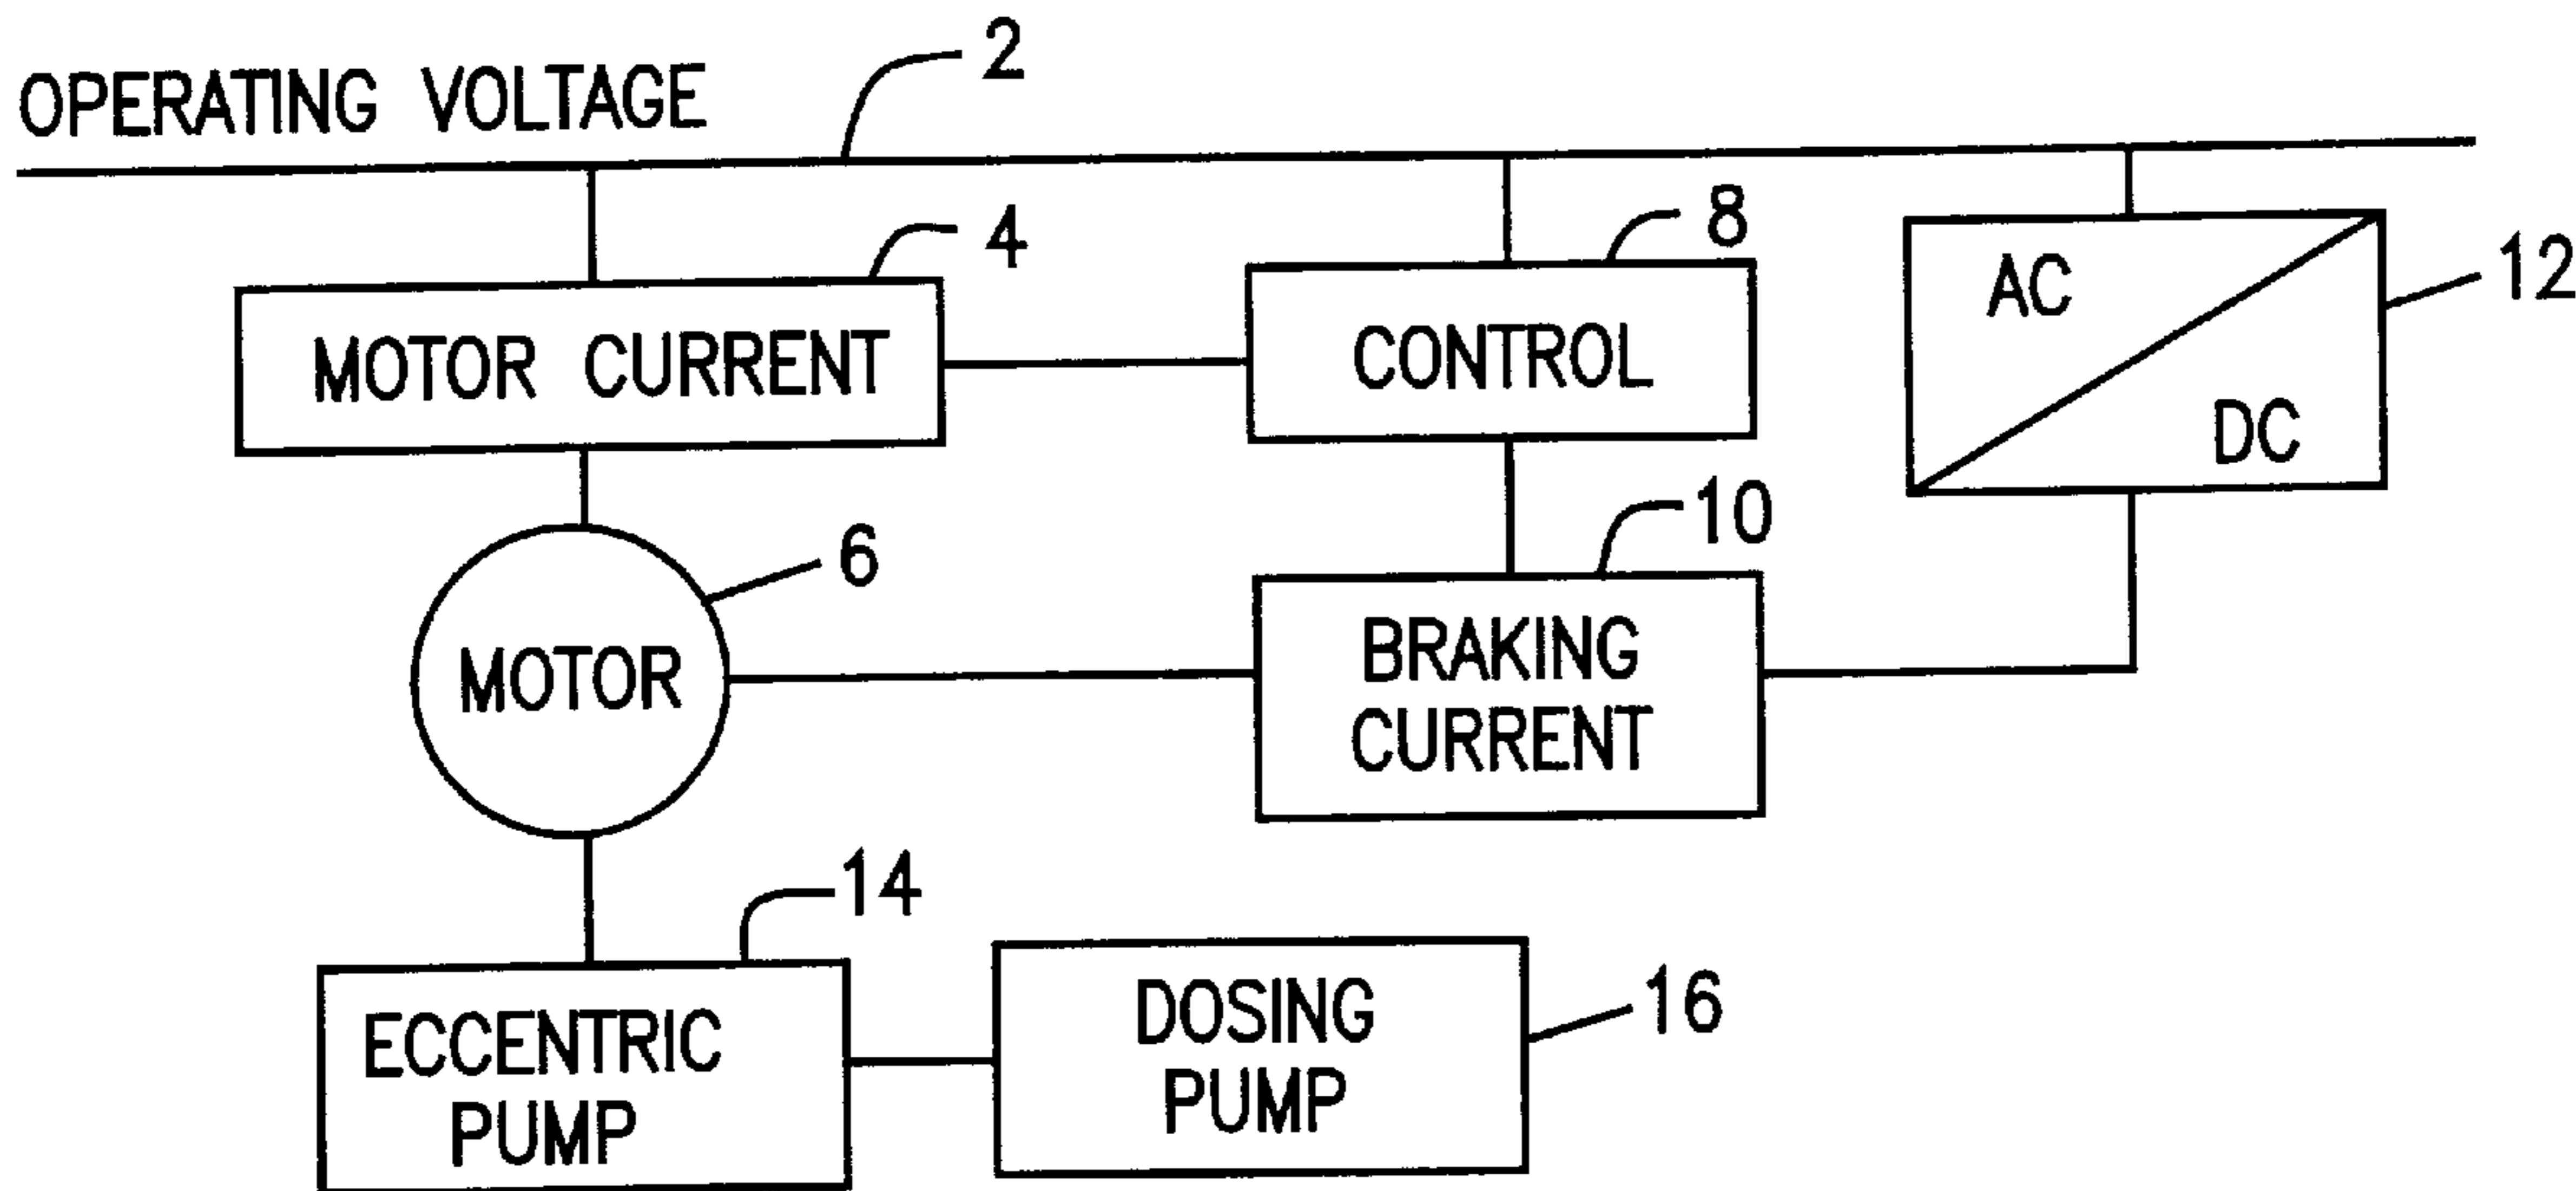 2
OPERATING VOLTAGE
4
8
12
AC
MOTOR CURRENT
CONTROL
DC
10
6
BRAKING
CURRENT
MOTOR
14
ECCENTRIC
PUMP
DOSING
PUMP
16